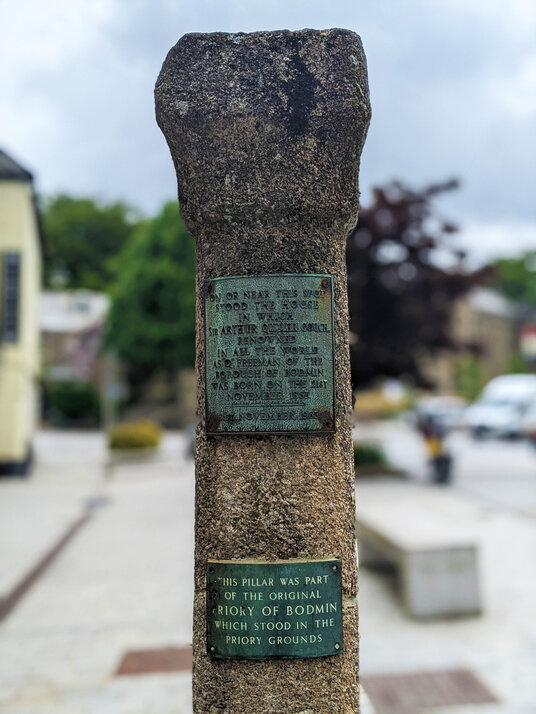 ON OR NEAR THIS SPOT
STOOD THE HOUSE
IN WHICH
SIR ARTHUR QUILLER COUCH
RENOWNED
IN ALL THE WORLD
AND FREEMAN OF THE
BOROUGH OF BODMIN
WAS BORN ON THE 21ST
NOVEMBER
NOVEMBER
THIS PILLAR WAS PART
OF THE ORIGINAL
PRIORY OF BODMIN
WHICH STOOD IN THE
PRIORY GROUNDS